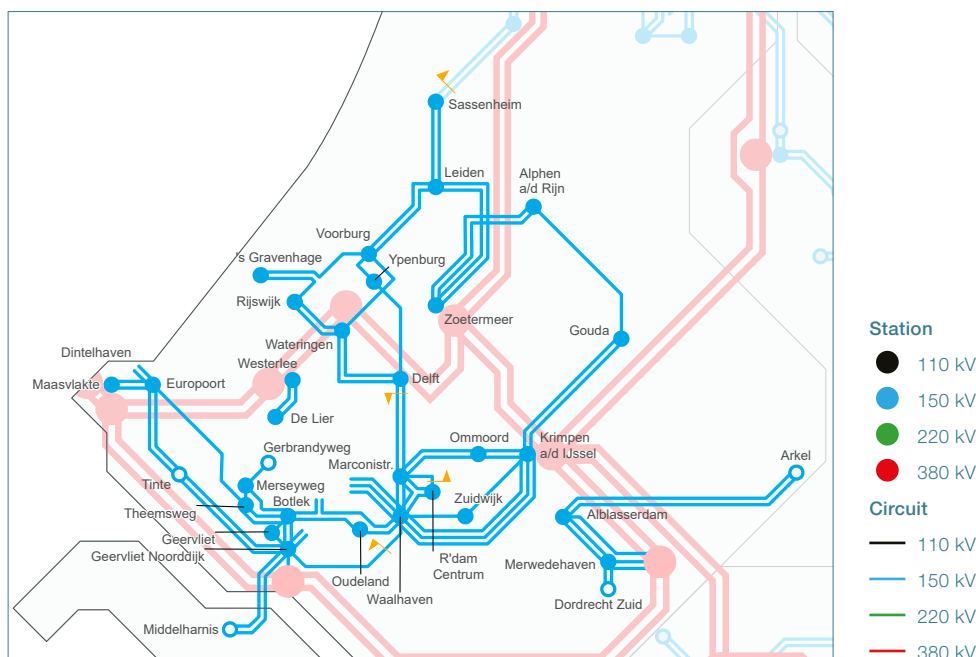 Sassenheim
Leiden
Alphen
a/d Rijn
Voorburg
's Gravenhage
Ypenburg
Rijswijk
Zoetermeer
Gouda
Wateringen
Dintelhaven
Westerlee
Maasvlakte
Europoort
Delft
De Lier
Gerbrandyweg
Ommoord
Krimpen
a/d IJssel
Arkel
Marconistr.
Tinte
Merseyweg
Botlek
Zuidwijk
Theemsweg
Alblasserdam
Geervliet
Geervliet Noorddijk
R'dam
Centrum
Merwedehaven
Oudeland
Waalhaven
Dordrecht Zuid
Middelharnis
Station
110 kV
150 kV
220 kV
380 kV
Circuit
110 kV
150 kV
220 kV
380 kV